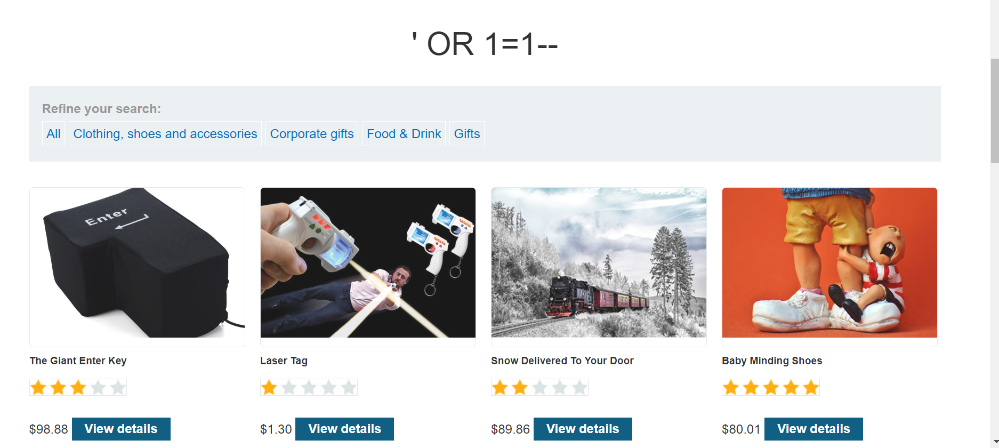 ' OR 1=1--
Refine your search:
All Clothing, shoes and accessories Corporate gifts Food & Drink Gifts
Enter
The Giant Enter Key Laser Tag Snow Delivered To Your Door Baby Minding Shoes
$98.88 View details $1.30 View details $89.86 View details $80.01 View details